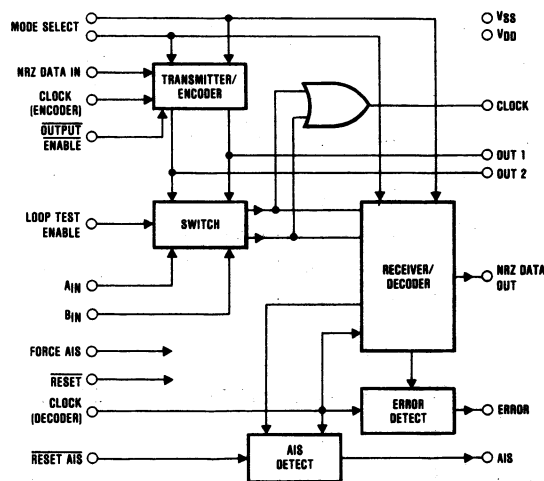 MODE SELECT
VSS
VDD
NRZ DATA IN
TRANSMITTER/
ENCODER
CLOCK
(ENCODER)
CLOCK
OUTPUT
ENABLE
OUT 1
OUT 2
LOOP TEST
ENABLE
SWITCH
RECEIVER/
DECODER
NRZ DATA
OUT
AIN
BIN
FORCE AIS
RESET
CLOCK
(DECODER)
ERROR
DETECT
ERROR
RESET AIS
AIS
DETECT
AIS